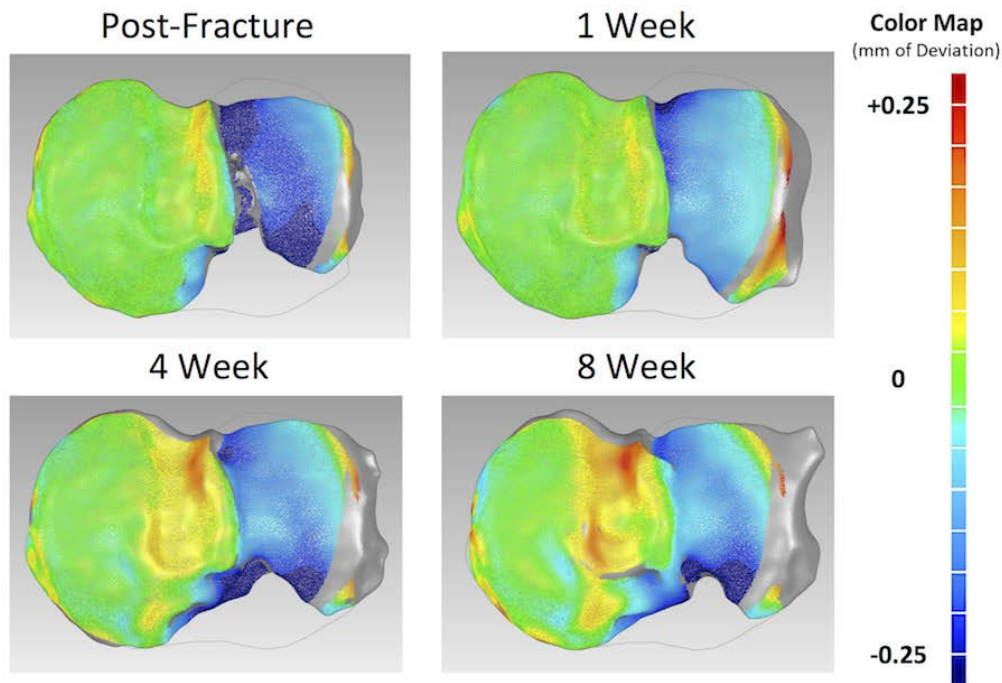 Post-Fracture
1 Week
Color Map
(mm of Deviation)
+0.25
4 Week
8 Week
0
-0.25